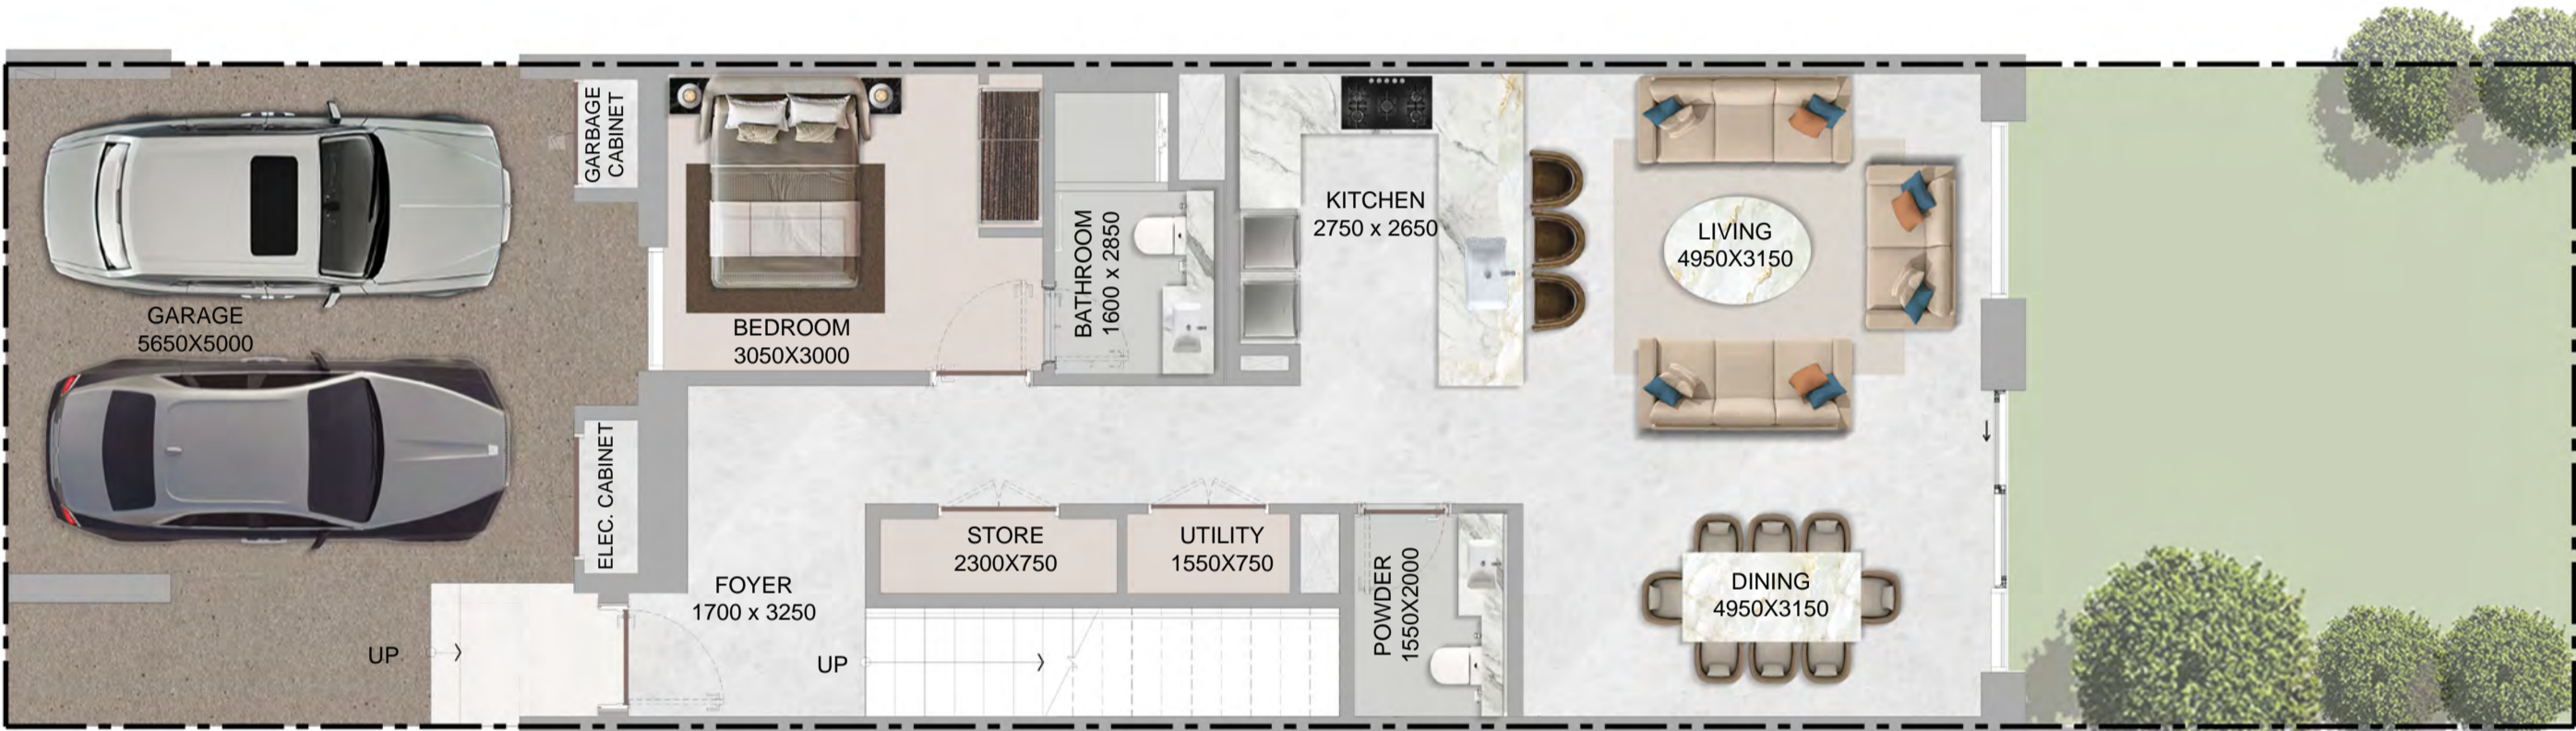 GARBAGE
CABINET
GARAGE
5650X5000
ELEC. CABINET
UP
BEDROOM
3050X3000
BATHROOM
1600 x 2850
KITCHEN
2750 x 2650
LIVING
4950X3150
FOYER
1700 x 3250
UP
STORE
2300X750
UTILITY
1550X750
POWDER
1550X2000
DINING
4950X3150